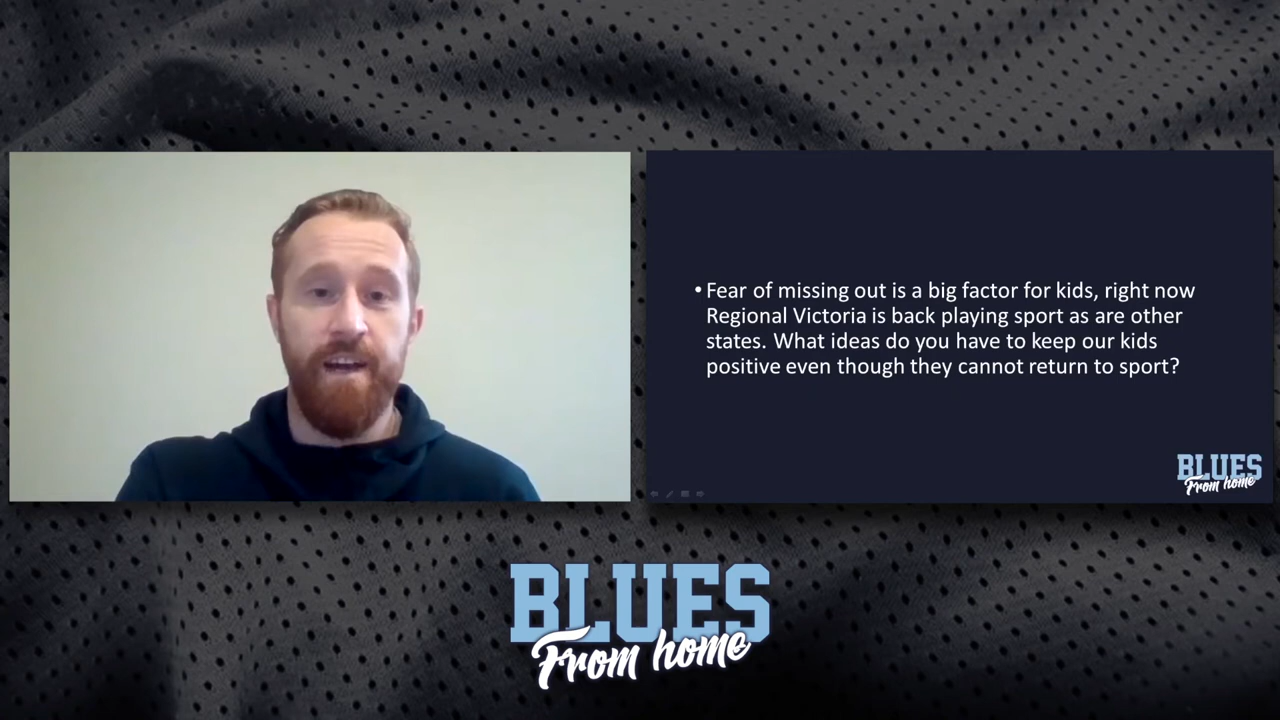 • Fear of missing out is a big factor for kids, right now
Regional Victoria is back playing sport as are other
states. What ideas do you have to keep our kids
positive even though they cannot return to sport?
BLUES
From home
BLUES
From home